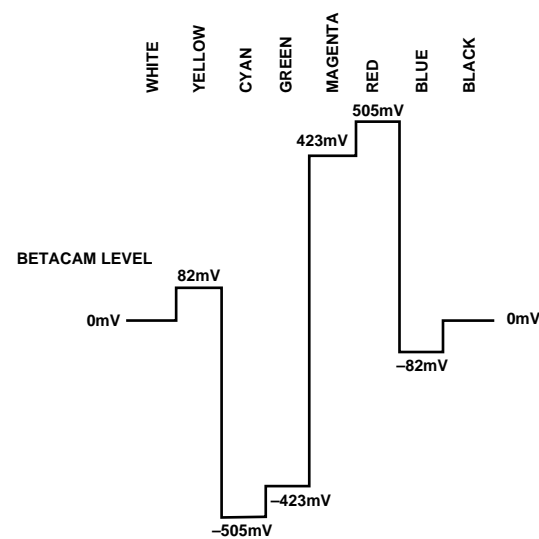 WHITE
YELLOW
CYAN
GREEN
MAGENTA
RED
BLUE
BLACK
505mV
423mV
BETACAM LEVEL
82mV
0mV
0mV
–82mV
–423mV
–505mV